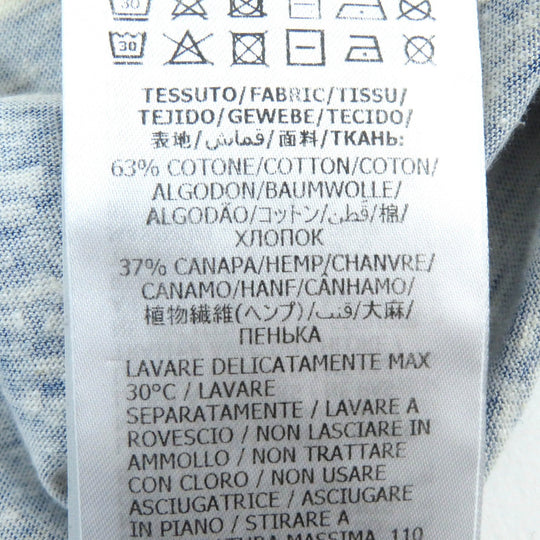 30
TESSUTO/FABRIC/TISSU/
TEJIDO/GEWEBE/TECIDO/
表地/قماش/面料/ТКАНЬ:
63% COTONE/COTTON/COTON/
ALGODON/BAUMWOLLE/
ALGODÃO/コットン/قطن/棉/
ХЛОПОК
37% CANAPA/HEMP/CHANVRE/
CANAMO/HANF/CÂNHAMO/
植物繊維(ヘンプ)/قنب/大麻/
ПЕНЬКА
LAVARE DELICATAMENTE MAX
30°C / LAVARE
SEPARATAMENTE / LAVARE A
ROVESCIO / NON LASCIARE IN
AMMOLLO / NON TRATTARE
CON CLORO / NON USARE
ASCIUGATRICE / ASCIUGARE
IN PIANO / STIRARE A
MASSIMA 110